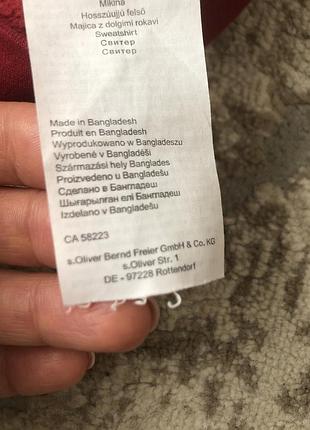 Mikina
Hosszúujjú felső
Majica z dolgimi rokavi
Sweatshirt
Свитер
Свитер
Made in Bangladesh
Produit en Bangladesh
Wyprodukowano w Bangladeszu
Vyrobené v Bangladéši
Származási hely Banglades
Proizvedeno u Bangladešu
Сделано в Бангладеш
Шығарылған елі Бангладеш
Izdelano v Bangladešu
CA 58223
s.Oliver Bernd Freier GmbH & Co. KG
s.Oliver Str. 1
DE - 97228 Rottendorf